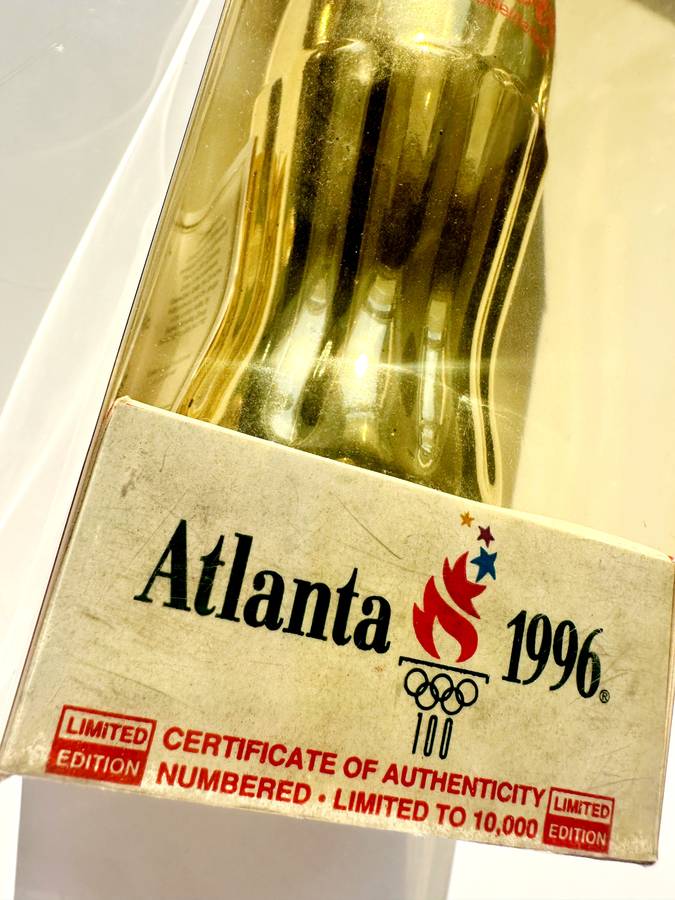 Atlanta 1996®
100
LIMITED EDITION
CERTIFICATE OF AUTHENTICITY
NUMBERED • LIMITED TO 10,000
LIMITED EDITION